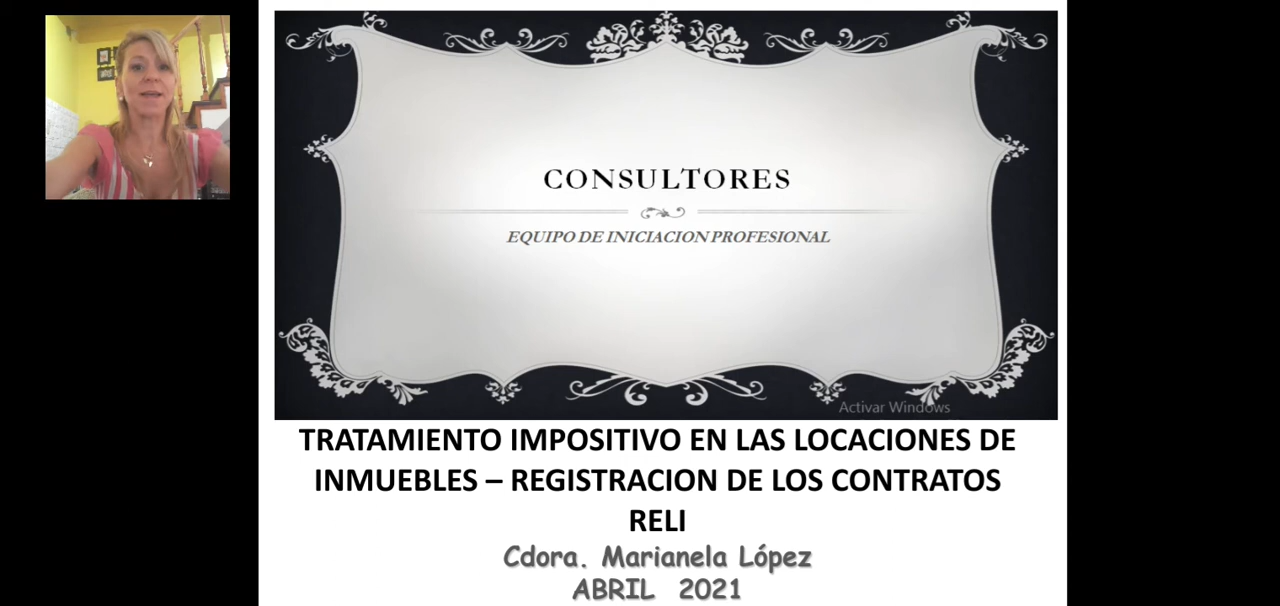 CONSULTORES
EQUIPO DE INICIACION PROFESIONAL
Activar Windows
TRATAMIENTO IMPOSITIVO EN LAS LOCACIONES DE
INMUEBLES – REGISTRACION DE LOS CONTRATOS
RELI
Cdora. Marianela López
ABRIL 2021